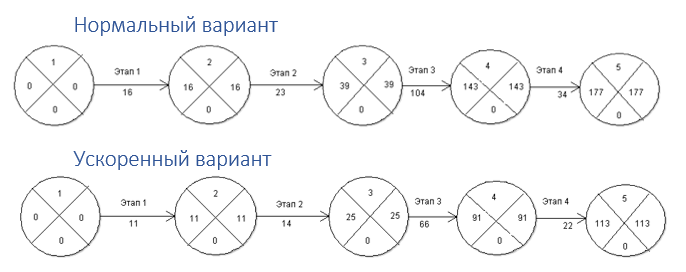 Нормальный вариант
1 2 3 4 5
Этап 1 Этап 2 Этап 3 Этап 4
0 0 16 16 39 39 143 143 177 177
16 23 104 34
0 0 0 0 0
Ускоренный вариант
1 2 3 4 5
Этап 1 Этап 2 Этап 3 Этап 4
0 0 11 11 25 25 91 91 113 113
11 14 66 22
0 0 0 0 0